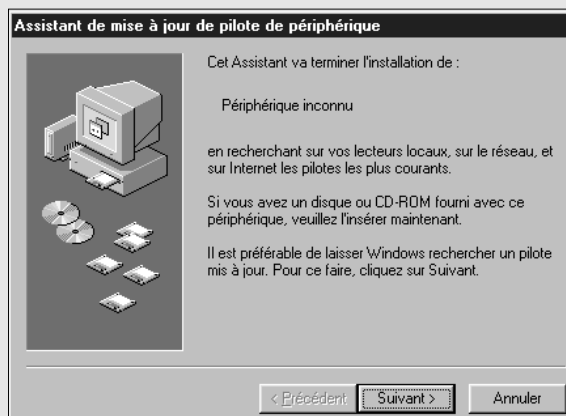 Assistant de mise à jour de pilote de périphérique
Cet Assistant va terminer l'installation de :
Périphérique inconnu
en recherchant sur vos lecteurs locaux, sur le réseau, et
sur Internet les pilotes les plus courants.
Si vous avez un disque ou CD-ROM fourni avec ce
périphérique, veuillez l'insérer maintenant.
Il est préférable de laisser Windows rechercher un pilote
mis à jour. Pour ce faire, cliquez sur Suivant.
< Précédent
Suivant >
Annuler